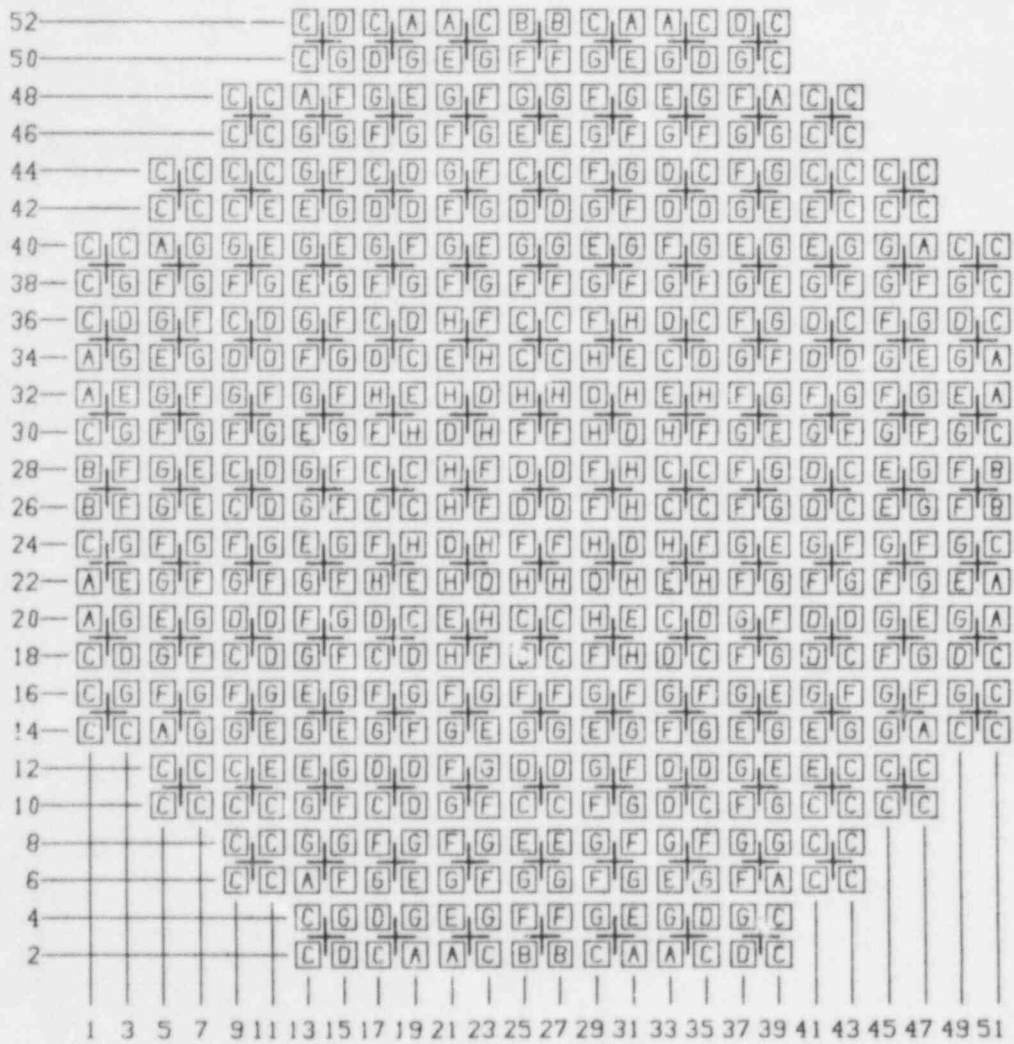 52 C D C A A C B B C A A C D C
50 C G D G E G F F G E G D G C
48 C C A F G E G F G G F G E G F A C C
46 C C G G F G F G E E G F G F G G C C
44 C C C C G F C D G F C C F G D C F G C C C C
42 C C C E E G D D F G D D G F D D G E E C C C
40 C C A G G E G E G F G E G G E G F G E G E G G A C C
38 C G F G F G E G F G F G F F G F G F G E G F G F G C
36 C D G F C D G F C D H F C C F H D C F G D C F G D C
34 A G E G D D F G D C E H C C H E C D G F D D G E G A
32 A E G F G F G F H E H D H H D H E H F G F G F G E A
30 C G F G F G E G F H D H F F H D H F G E G F G F G C
28 B F G E C D G F C C H F D D F H C C F G D C E G F B
26 B F G E C D G F C C H F D D F H C C F G D C E G F B
24 C G F G F G E G F H D H F F H D H F G E G F G F G C
22 A E G F G F G F H E H D H H D H E H F G F G F G E A
20 A G E G D D F G D C E H C C H E C D G F D D G E G A
18 C D G F C D G F C D H F C C F H D C F G D C F G D C
16 C G F G F G E G F G F G F F G F G F G E G F G F G C
14 C C A G G E G E G F G E G G E G F G E G E G G A C C
12 C C C E E G D D F G D D G F D D G E E C C C
10 C C C C G F C D G F C C F G D C F G C C C C
8 C C G G F G F G E E G F G F G G C C
6 C C A F G E G F G G F G E G F A C C
4 C G D G E G F F G E G D G C
2 C D C A A C B B C A A C D C
1 3 5 7 9 11 13 15 17 19 21 23 25 27 29 31 33 35 37 39 41 43 45 47 49 51